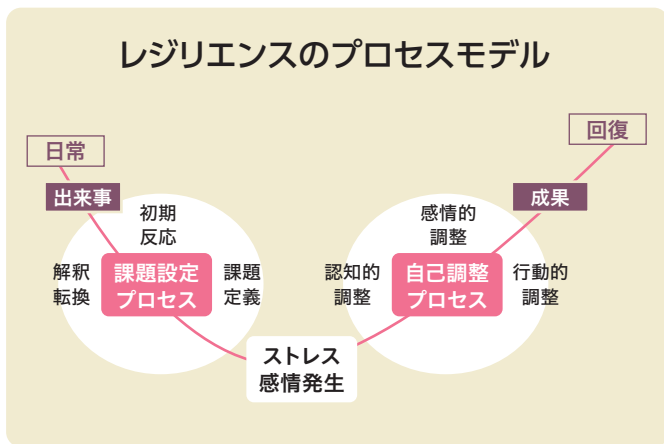 レジリエンスのプロセスモデル
日常
出来事
初期
反応
解釈
転換
課題設定
プロセス
課題
定義
ストレス
感情発生
感情的
調整
認知的
調整
自己調整
プロセス
行動的
調整
成果
回復